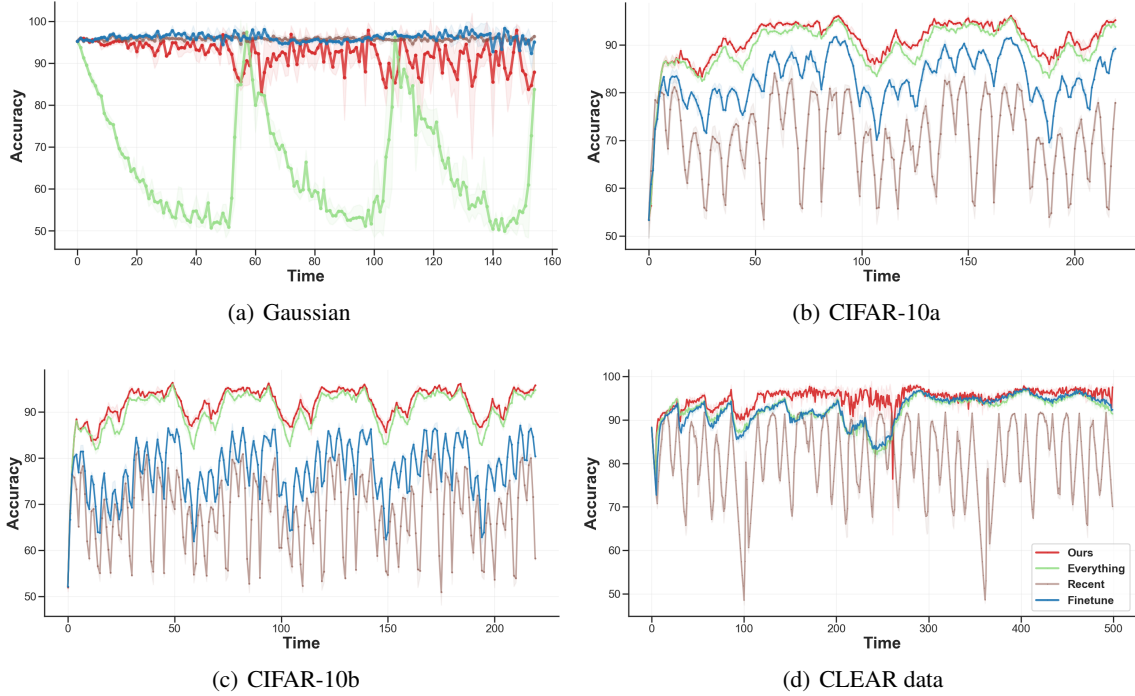 100
90
80
70
60
50
Accuracy
0 20 40 60 80 100 120 140 160
Time
(a) Gaussian
90
80
70
60
50
Accuracy
0 50 100 150 200
Time
(b) CIFAR-10a
90
80
70
60
50
Accuracy
0 50 100 150 200
Time
(c) CIFAR-10b
100
90
80
70
60
50
Accuracy
0 100 200 300 400 500
Time
Ours
Everything
Recent
Finetune
(d) CLEAR data